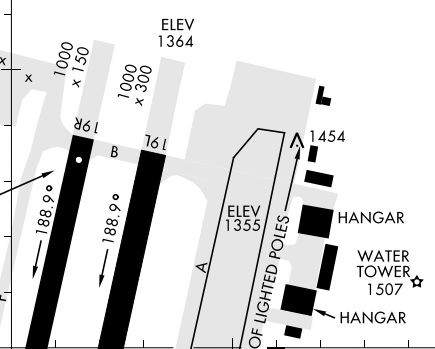 ELEV
1364
1000
x 150
1000
x 300
x
x
19R
19L
B
1454
188.9°
188.9°
ELEV
1355
HANGAR
WATER
TOWER
1507
A
OF LIGHTED POLES
HANGAR